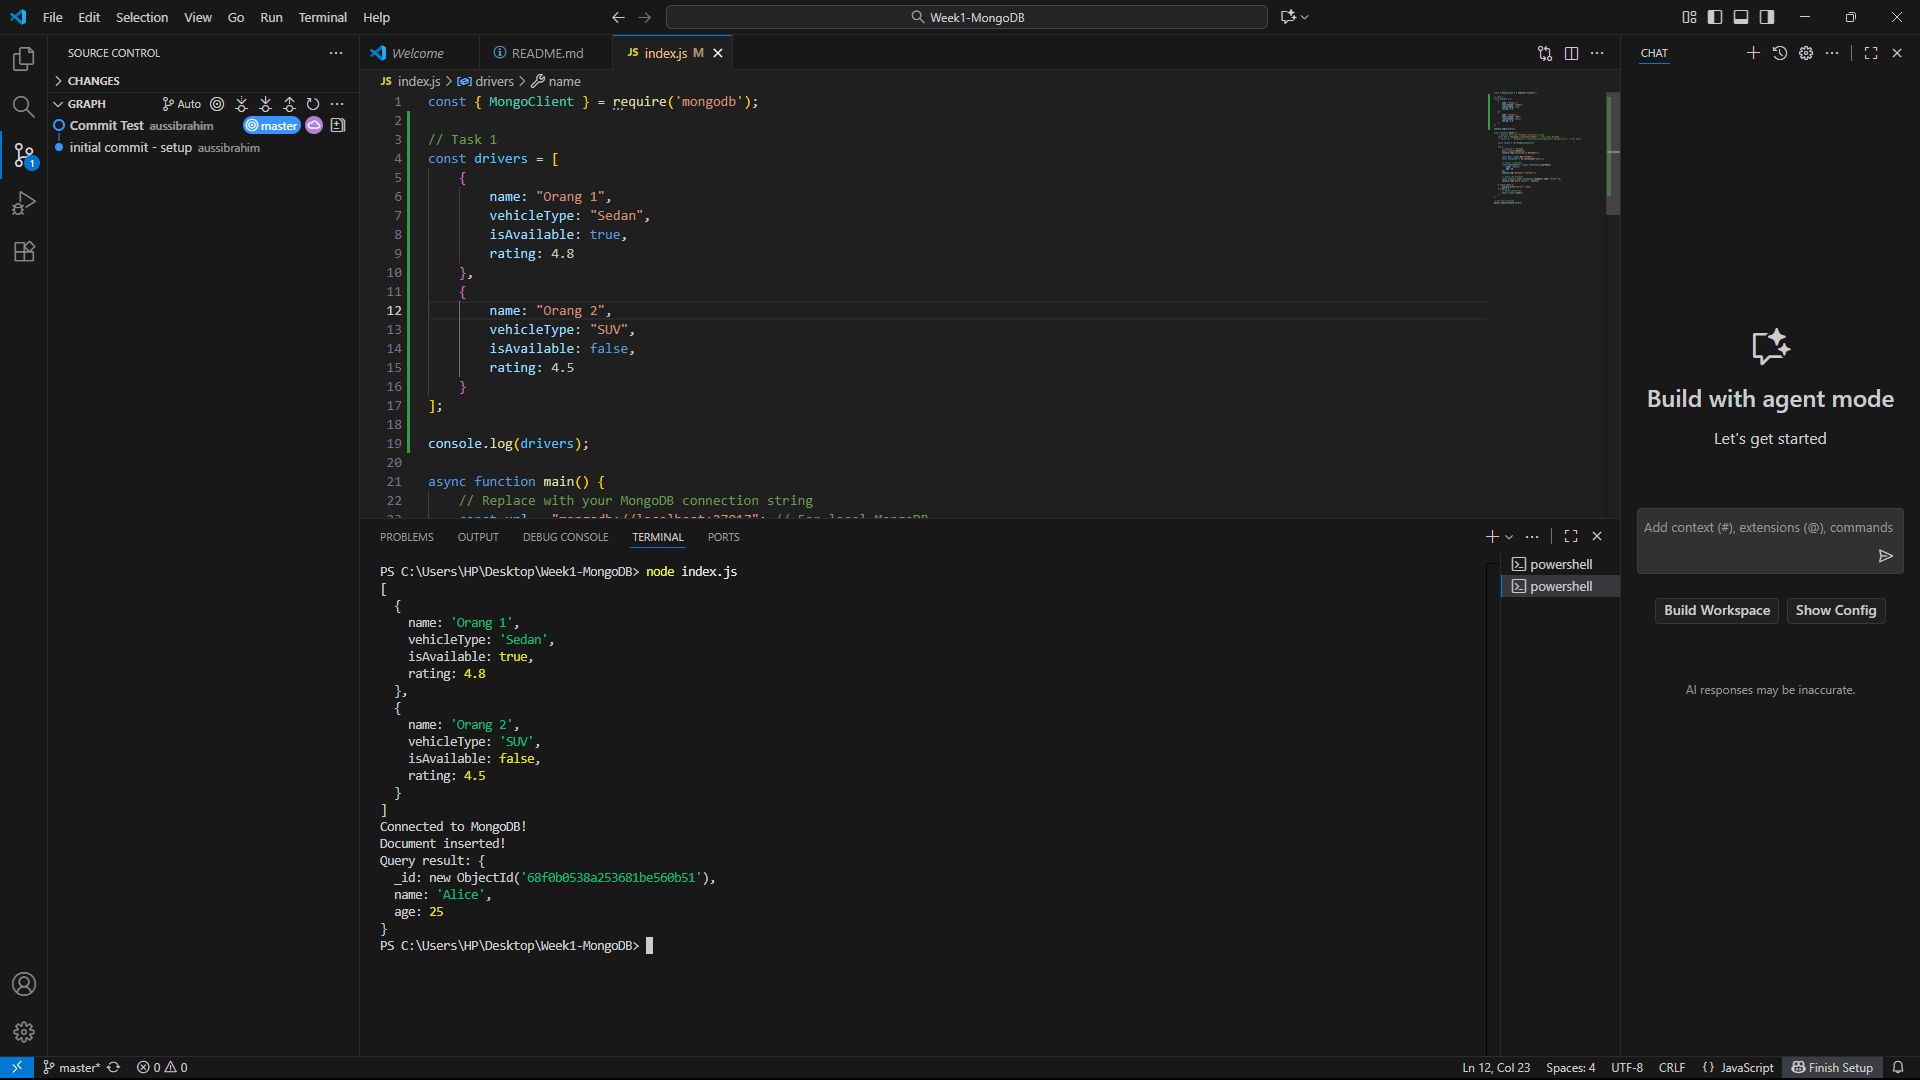 File Edit Selection View Go Run Terminal Help
Week1-MongoDB
SOURCE CONTROL
CHANGES
GRAPH
Auto
Commit Test aussibrahim
master
initial commit - setup aussibrahim
1
Welcome
README.md
JS index.js M
JS index.js > drivers > name
1 const { MongoClient } = require('mongodb');
2
3 // Task 1
4 const drivers = [
5 {
6 name: "Orang 1",
7 vehicleType: "Sedan",
8 isAvailable: true,
9 rating: 4.8
10 },
11 {
12 name: "Orang 2",
13 vehicleType: "SUV",
14 isAvailable: false,
15 rating: 4.5
16 }
17 ];
18
19 console.log(drivers);
20
21 async function main() {
22 // Replace with your MongoDB connection string
PROBLEMS OUTPUT DEBUG CONSOLE TERMINAL PORTS
powershell
powershell
PS C:\Users\HP\Desktop\Week1-MongoDB> node index.js
[
{
name: 'Orang 1',
vehicleType: 'Sedan',
isAvailable: true,
rating: 4.8
},
{
name: 'Orang 2',
vehicleType: 'SUV',
isAvailable: false,
rating: 4.5
}
]
Connected to MongoDB!
Document inserted!
Query result: {
_id: new ObjectId('68f0b0538a253681be560b51'),
name: 'Alice',
age: 25
}
PS C:\Users\HP\Desktop\Week1-MongoDB>
CHAT
Build with agent mode
Let's get started
Add context (#), extensions (@), commands
Build Workspace
Show Config
AI responses may be inaccurate.
master*
0 0
Ln 12, Col 23
Spaces: 4
UTF-8
CRLF
{ } JavaScript
Finish Setup